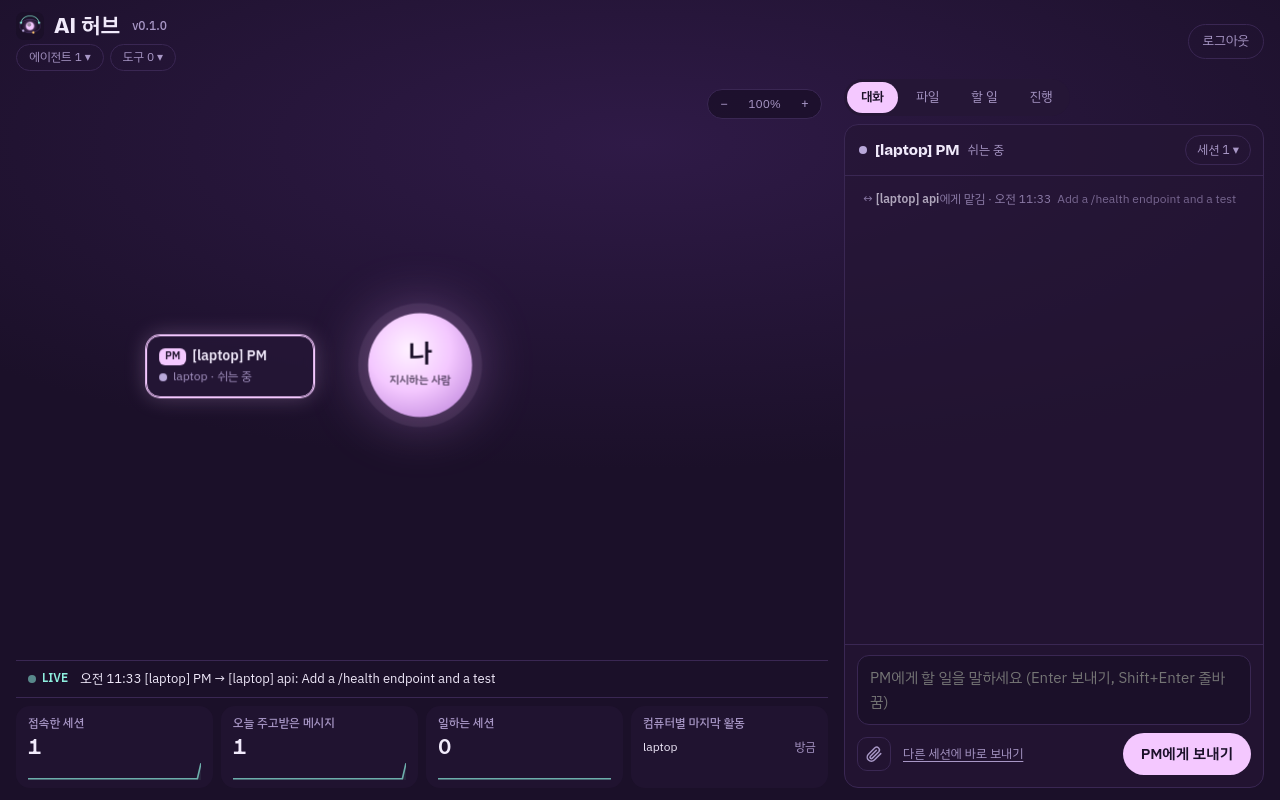 AI 허브 v0.1.0
에이전트 1 ▾ 도구 0 ▾
로그아웃
− 100% +
대화 파일 할 일 진행
[laptop] PM 쉬는 중
세션 1 ▾
↔ [laptop] api에게 맡김 · 오전 11:33 Add a /health endpoint and a test
PM [laptop] PM
laptop · 쉬는 중
나
지시하는 사람
LIVE 오전 11:33 [laptop] PM → [laptop] api: Add a /health endpoint and a test
접속한 세션
1
오늘 주고받은 메시지
1
일하는 세션
0
컴퓨터별 마지막 활동
laptop 방금
PM에게 할 일을 말하세요 (Enter 보내기, Shift+Enter 줄바
꿈)
다른 세션에 바로 보내기
PM에게 보내기